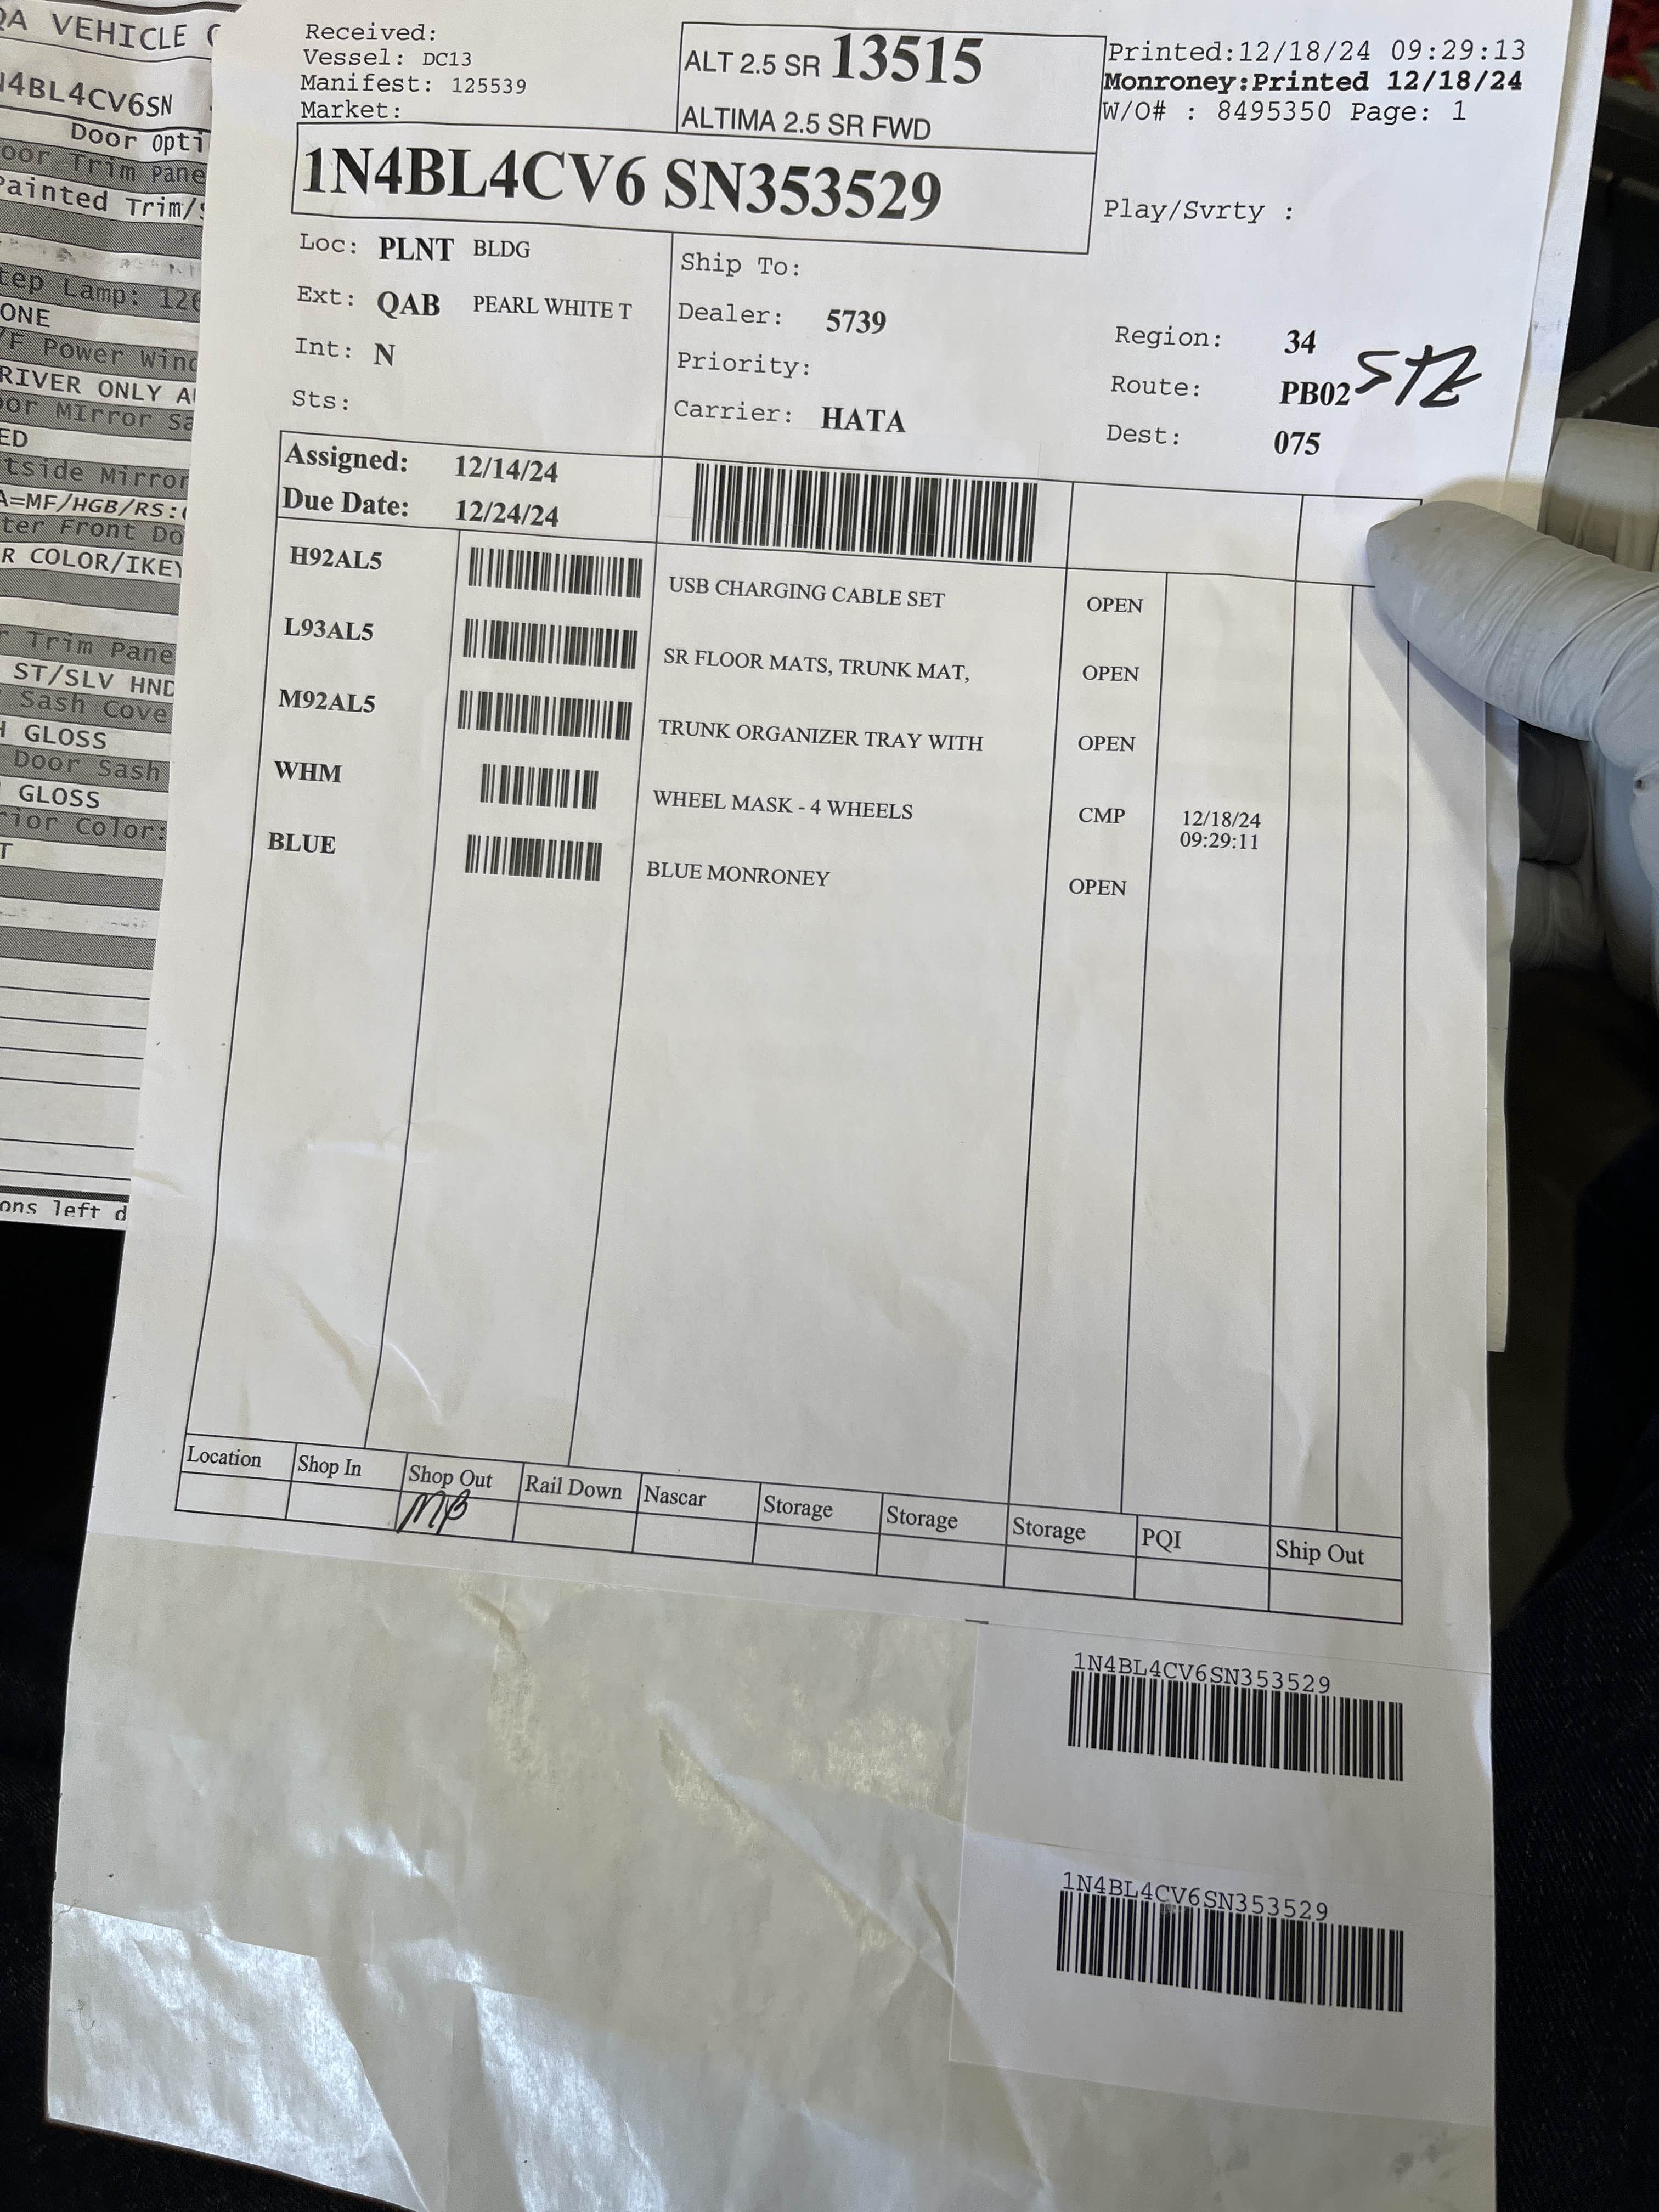 QA VEHICLE
N4BL4CV6SN
Door Opti
oor Trim Pane
Painted Trim/S
tep Lamp: 12
ONE
/F Power Wind
RIVER ONLY A
oor MIrror Sa
ED
tside Mirror
A=MF/HGB/RS:
ter Front Do
R COLOR/IKEY
r Trim Pane
ST/SLV HND
Sash Cove
H GLOSS
Door Sash
GLOSS
rior Color:
T
ons left d
Received:
Vessel: DC13
Manifest: 125539
Market:
ALT 2.5 SR 13515
ALTIMA 2.5 SR FWD
Printed:12/18/24 09:29:13
Monroney:Printed 12/18/24
W/O# : 8495350 Page: 1
1N4BL4CV6 SN353529
Play/Svrty :
Loc: PLNT BLDG
Ext: QAB PEARL WHITE T
Int: N
Sts:
Ship To:
Dealer: 5739
Priority:
Carrier: HATA
Region: 34
Route: PB02
Dest: 075
Assigned: 12/14/24
Due Date: 12/24/24
H92AL5 USB CHARGING CABLE SET OPEN
L93AL5 SR FLOOR MATS, TRUNK MAT, OPEN
M92AL5 TRUNK ORGANIZER TRAY WITH OPEN
WHM WHEEL MASK - 4 WHEELS CMP 12/18/24
09:29:11
BLUE BLUE MONRONEY OPEN
Location Shop In Shop Out Rail Down Nascar Storage Storage Storage PQI Ship Out
MB
1N4BL4CV6SN353529
1N4BL4CV6SN353529